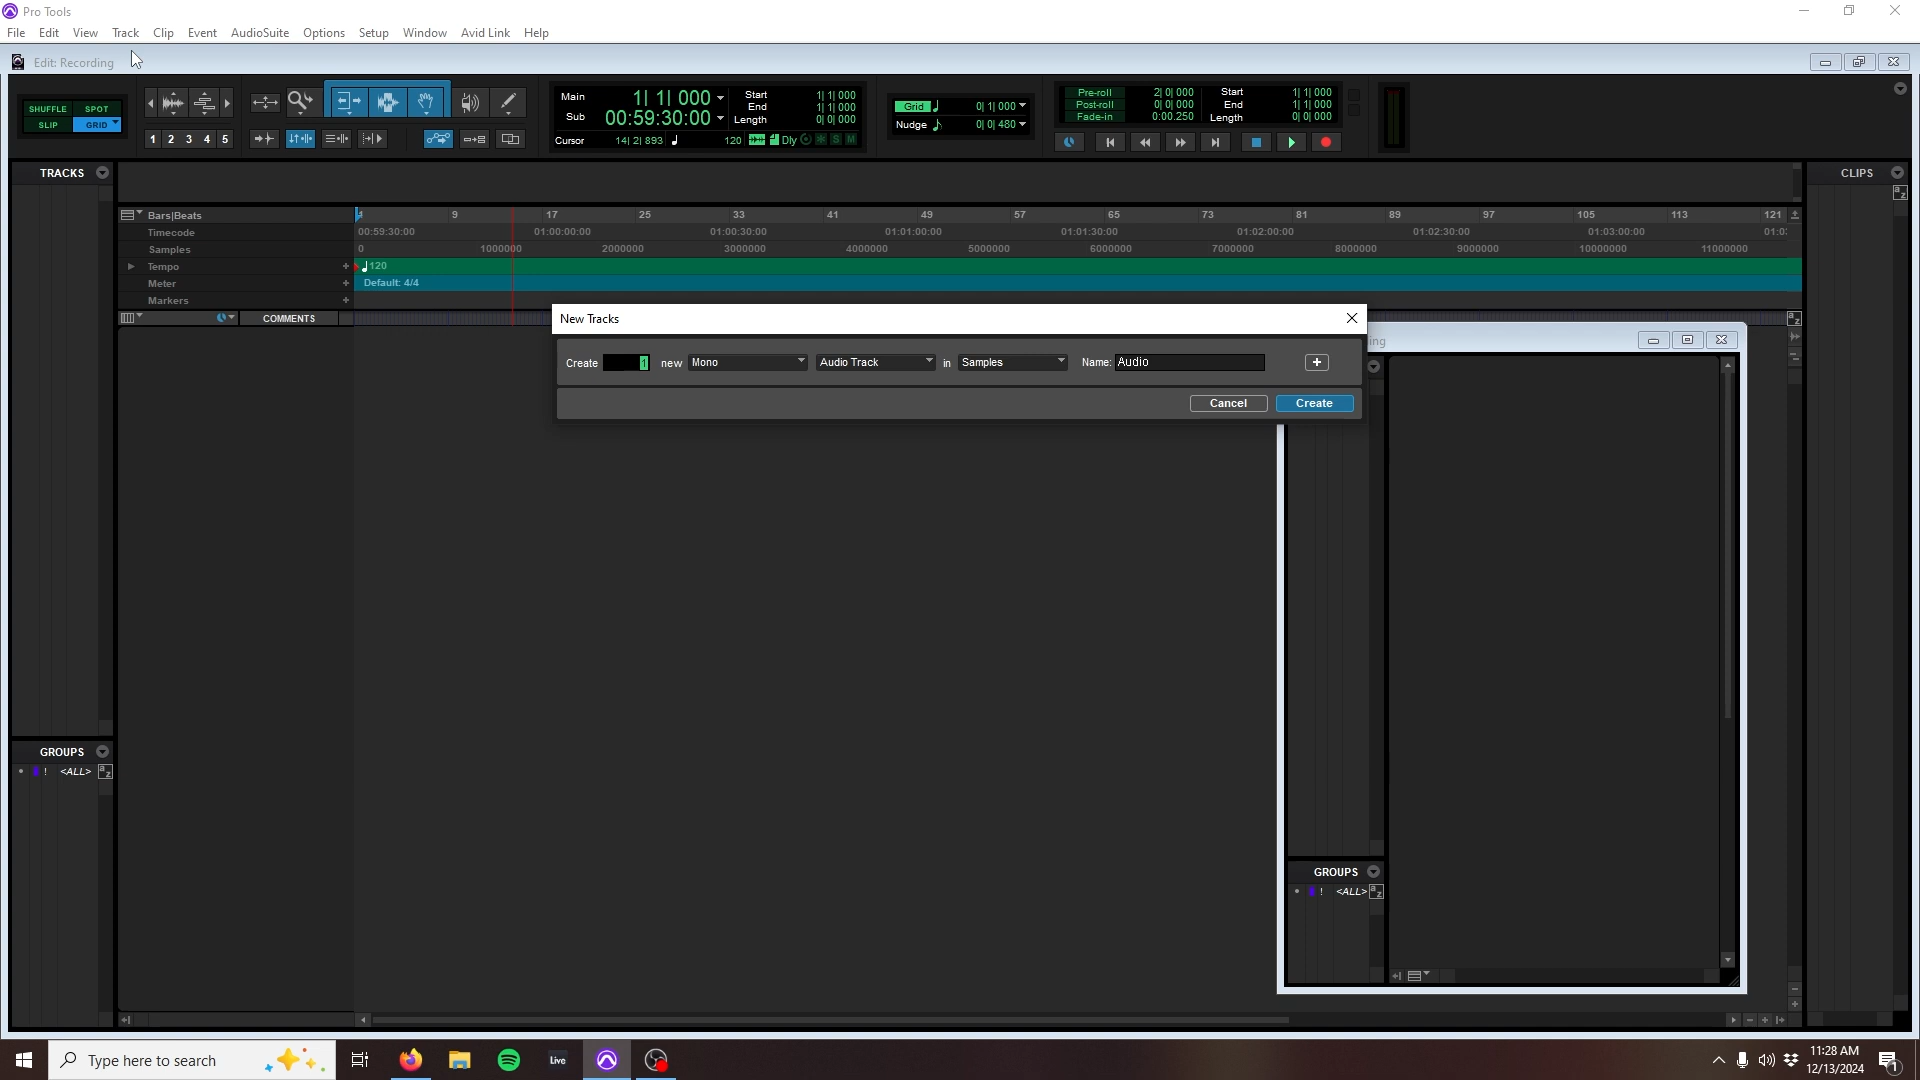 Pro Tools
File Edit View Track Clip Event AudioSuite Options Setup Window Avid Link Help
Edit: Recording
SHUFFLE SPOT
SLIP GRID
1 2 3 4 5
Main 1| 1| 000
Sub 00:59:30:00
Start 1| 1| 000
End 1| 1| 000
Length 0| 0| 000
Cursor 14| 2| 893 120 Dly S M
Grid 0| 1| 000
Nudge 0| 0| 480
Pre-roll 2| 0| 000
Post-roll 0| 0| 000
Fade-in 0:00.250
Start 1| 1| 000
End 1| 1| 000
Length 0| 0| 000
TRACKS
CLIPS
Bars|Beats 9 17 25 33 41 49 57 65 73 81 89 97 105 113 121
Timecode 00:59:30:00 01:00:00:00 01:00:30:00 01:01:00:00 01:01:30:00 01:02:00:00 01:02:30:00 01:03:00:00
Samples 0 1000000 2000000 3000000 4000000 5000000 6000000 7000000 8000000 9000000 10000000 11000000
Tempo 120
Meter Default: 4/4
Markers
COMMENTS
New Tracks
Create 1 new Mono Audio Track in Samples Name: Audio
Cancel Create
GROUPS
! <ALL> a z
GROUPS
! <ALL> a z
Type here to search
Live
11:28 AM
12/13/2024
1